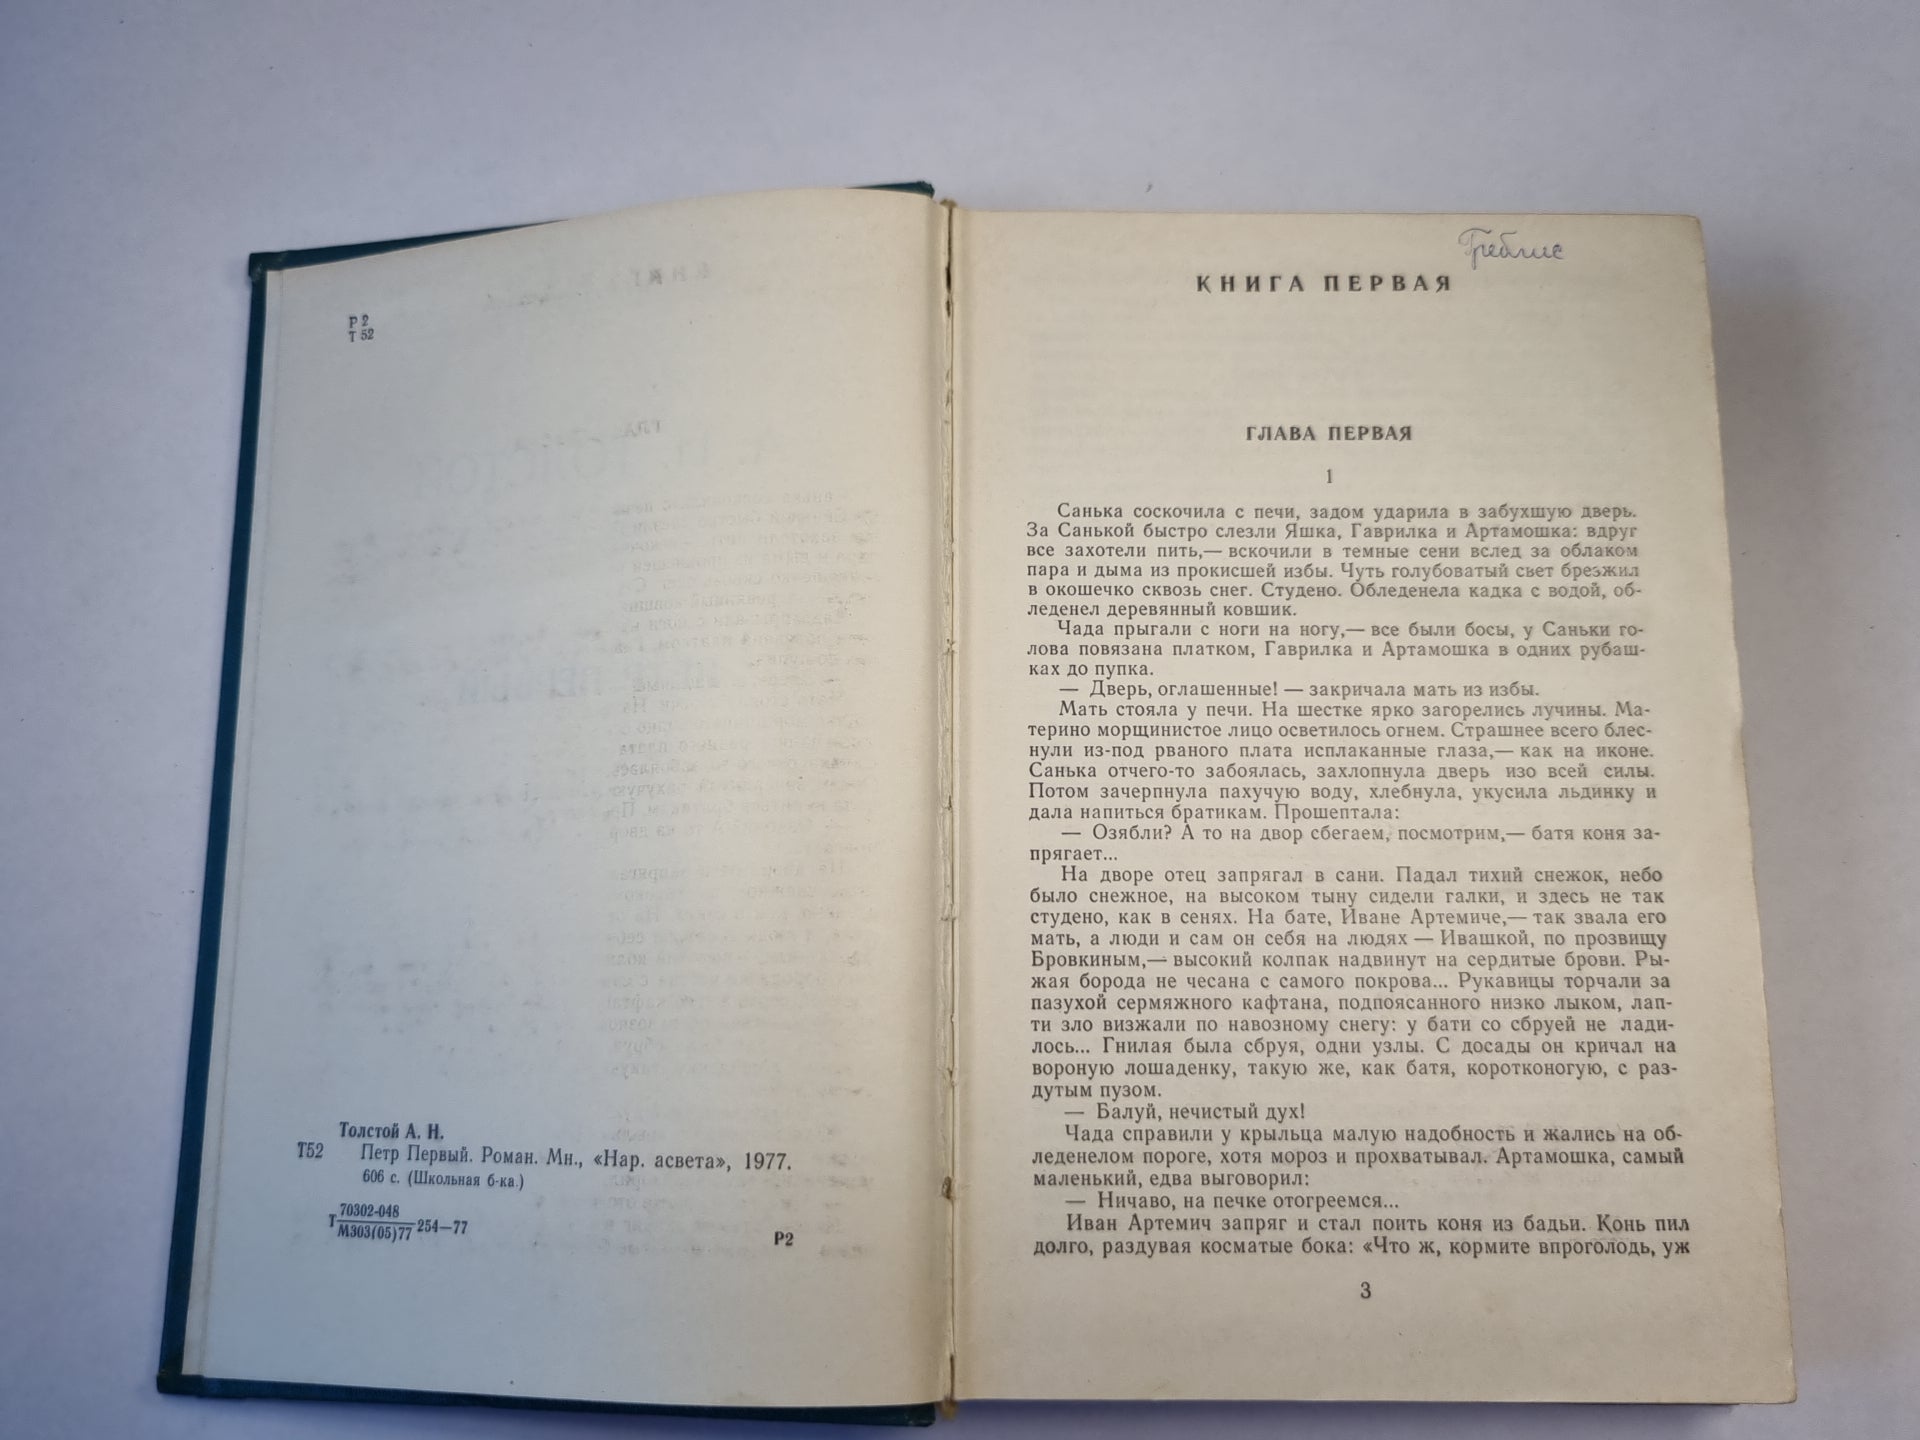 Р2
Т 52
Толстой А. Н.
Т52 Петр Первый. Роман. Мн., «Нар. асвета», 1977.
606 с. (Школьная б-ка.)
70302-048
Т 254—77
М303(05)77
Р2
КНИГА ПЕРВАЯ
ГЛАВА ПЕРВАЯ
1
Санька соскочила с печи, задом ударила в забухшую дверь.
За Санькой быстро слезли Яшка, Гаврилка и Артамошка: вдруг
все захотели пить,— вскочили в темные сени вслед за облаком
пара и дыма из прокисшей избы. Чуть голубоватый свет брезжил
в окошечко сквозь снег. Студено. Обледенела кадка с водой, об-
леденел деревянный ковшик.
Чада прыгали с ноги на ногу,— все были босы, у Саньки го-
лова повязана платком, Гаврилка и Артамошка в одних рубаш-
ках до пупка.
— Дверь, оглашенные! — закричала мать из избы.
Мать стояла у печи. На шестке ярко загорелись лучины. Ма-
терино морщинистое лицо осветилось огнем. Страшнее всего блес-
нули из-под рваного плата исплаканные глаза,— как на иконе.
Санька отчего-то забоялась, захлопнула дверь изо всей силы.
Потом зачерпнула пахучую воду, хлебнула, укусила льдинку и
дала напиться братикам. Прошептала:
— Озябли? А то на двор сбегаем, посмотрим,— батя коня за-
прягает...
На дворе отец запрягал в сани. Падал тихий снежок, небо
было снежное, на высоком тыну сидели галки, и здесь не так
студено, как в сенях. На бате, Иване Артемиче,— так звала его
мать, а люди и сам он себя на людях — Ивашкой, по прозвищу
Бровкиным,— высокий колпак надвинут на сердитые брови. Ры-
жая борода не чесана с самого покрова... Рукавицы торчали за
пазухой сермяжного кафтана, подпоясанного низко лыком, лап-
ти зло визжали по навозному снегу: у бати со сбруей не лади-
лось... Гнилая была сбруя, одни узлы. С досады он кричал на
вороную лошаденку, такую же, как батя, коротконогую, с раз-
дутым пузом.
— Балуй, нечистый дух!
Чада справили у крыльца малую надобность и жались на об-
леденелом пороге, хотя мороз и прохватывал. Артамошка, самый
маленький, едва выговорил:
— Ничаво, на печке отогреемся...
Иван Артемич запряг и стал поить коня из бадьи. Конь пил
долго, раздувая косматые бока: «Что ж, кормите впроголодь, уж
3